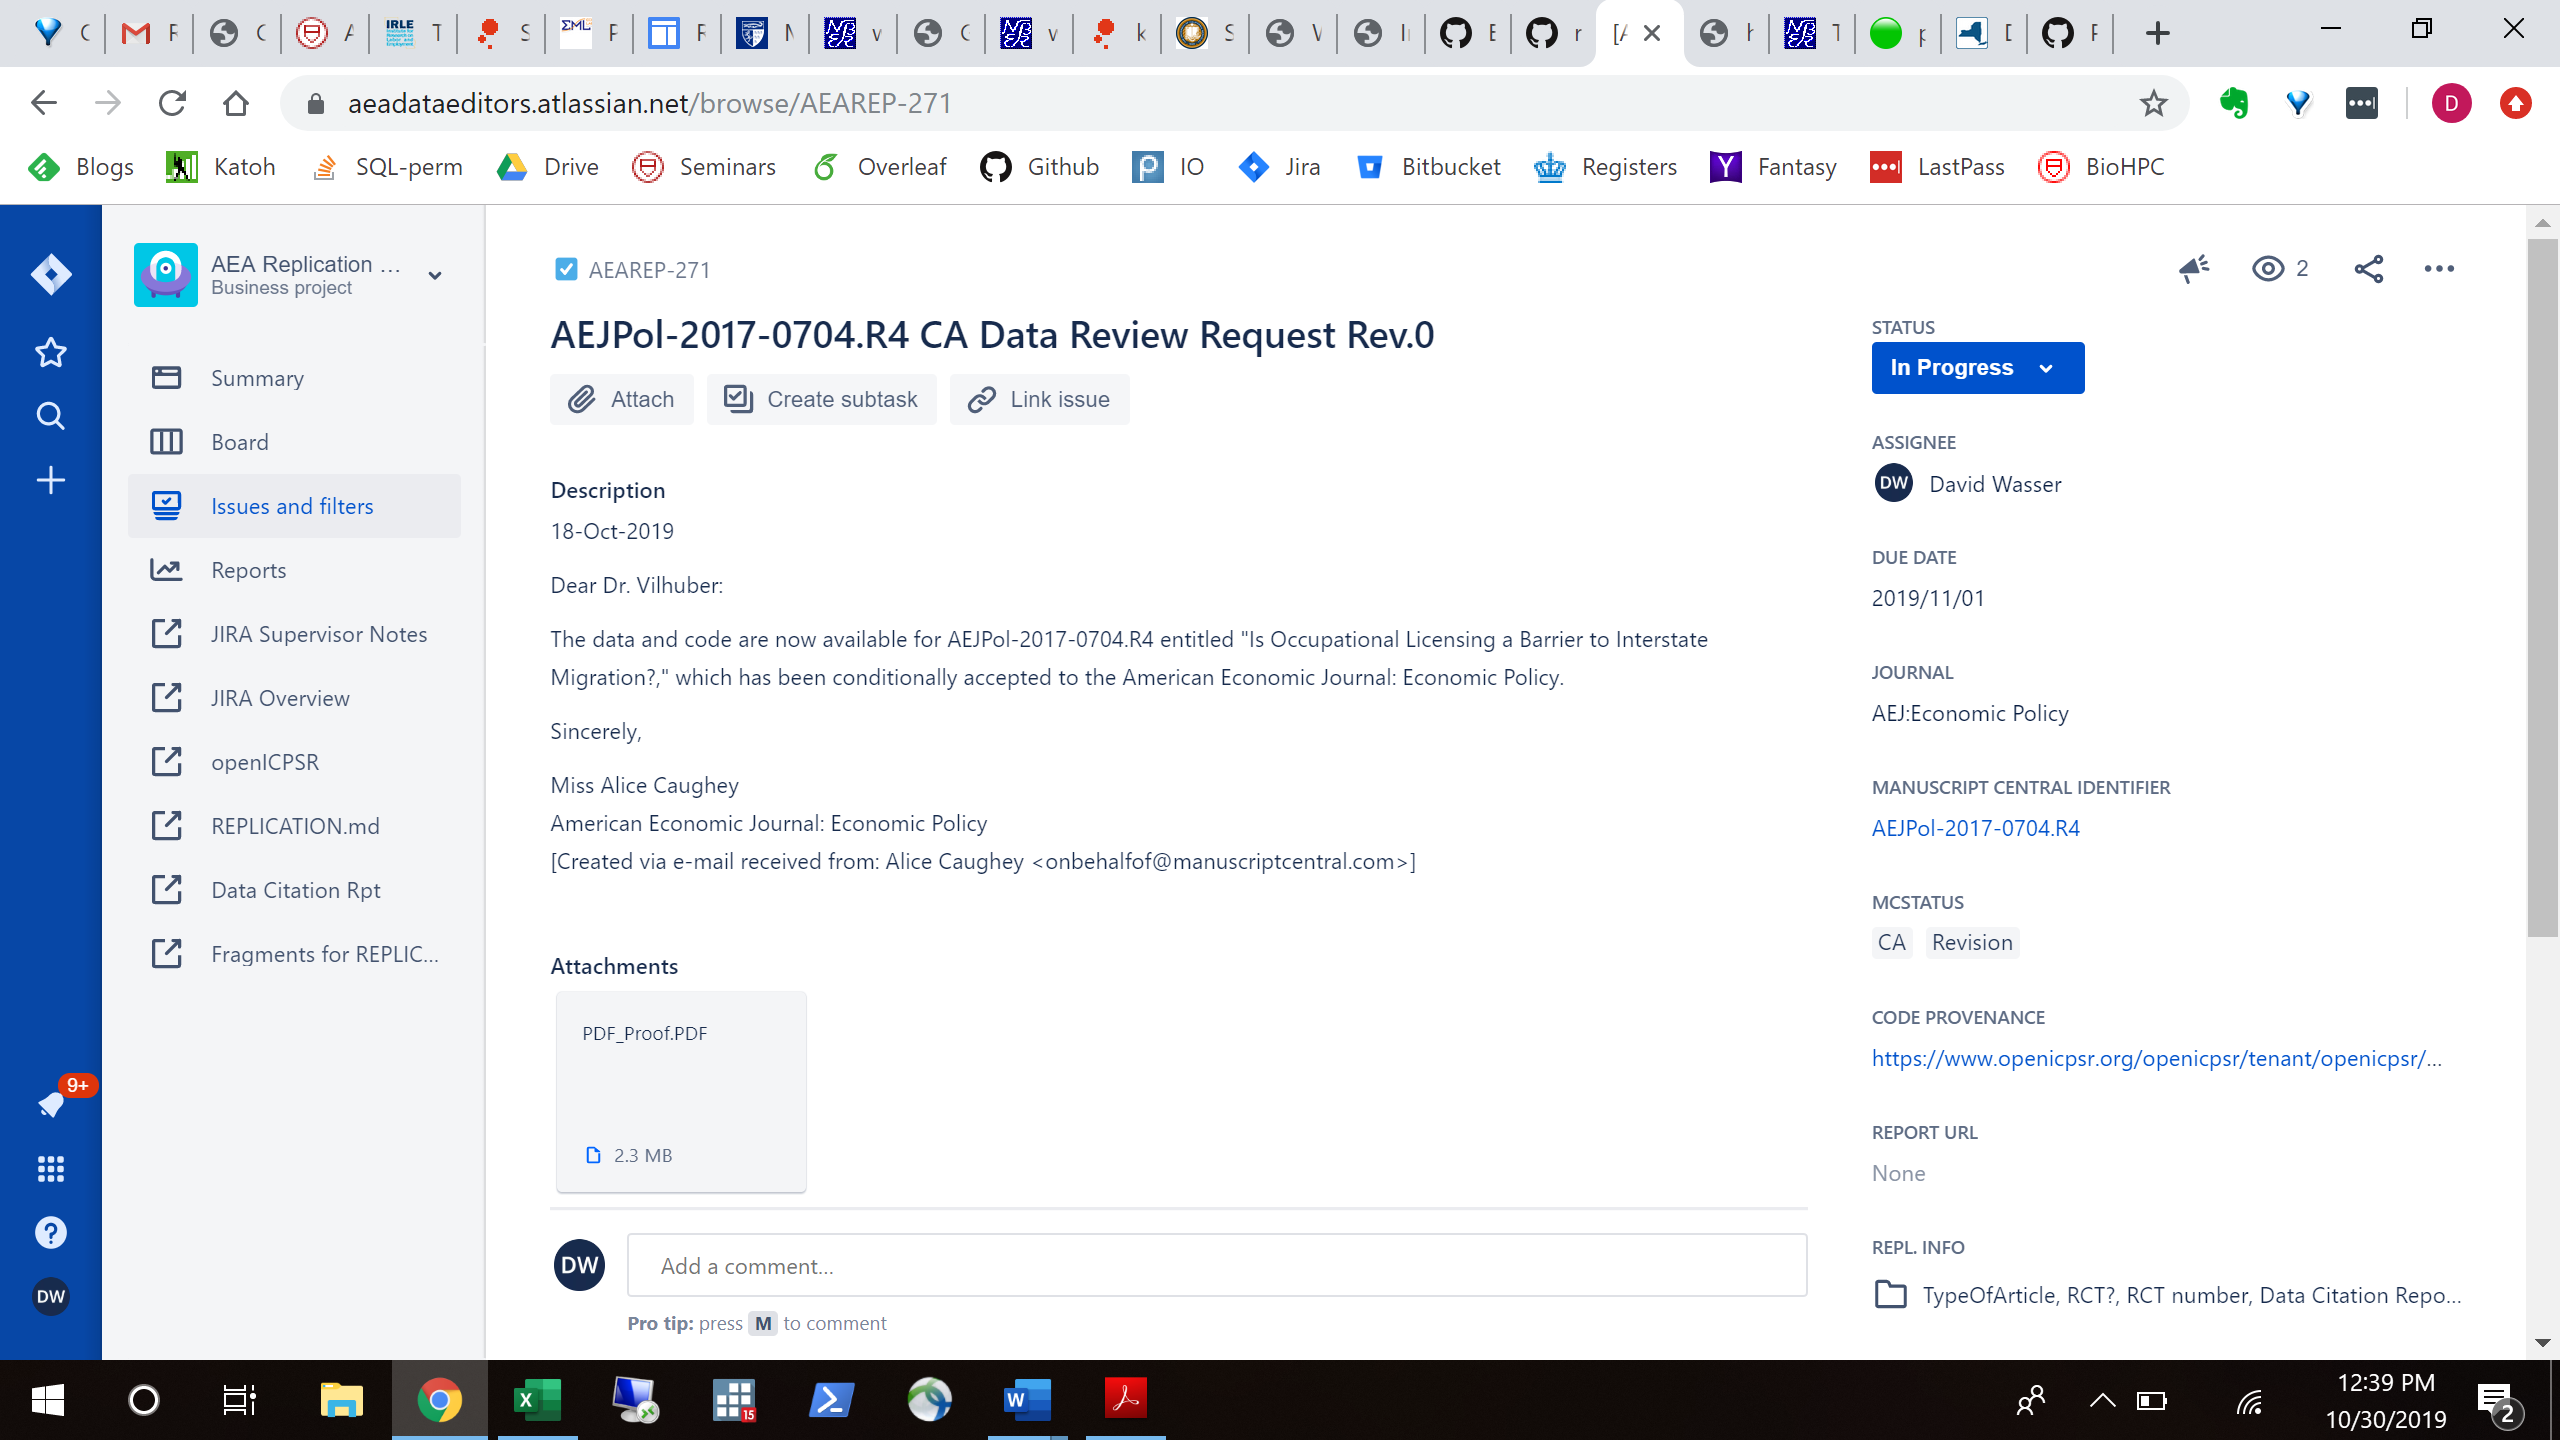 aeadataeditors.atlassian.net/browse/AEAREP-271
D
Blogs
Katoh
SQL-perm
Drive
Seminars
Overleaf
Github
IO
Jira
Bitbucket
Registers
Fantasy
LastPass
BioHPC
AEA Replication ...
Business project
Summary
Board
Issues and filters
Reports
JIRA Supervisor Notes
JIRA Overview
openICPSR
REPLICATION.md
Data Citation Rpt
Fragments for REPLIC...
9+
DW
AEAREP-271
2
AEJPol-2017-0704.R4 CA Data Review Request Rev.0
Attach
Create subtask
Link issue
Description
18-Oct-2019
Dear Dr. Vilhuber:
The data and code are now available for AEJPol-2017-0704.R4 entitled "Is Occupational Licensing a Barrier to Interstate
Migration?," which has been conditionally accepted to the American Economic Journal: Economic Policy.
Sincerely,
Miss Alice Caughey
American Economic Journal: Economic Policy
[Created via e-mail received from: Alice Caughey <onbehalfof@manuscriptcentral.com>]
Attachments
PDF_Proof.PDF
2.3 MB
DW
Add a comment...
Pro tip: press M to comment
STATUS
In Progress
ASSIGNEE
DW David Wasser
DUE DATE
2019/11/01
JOURNAL
AEJ:Economic Policy
MANUSCRIPT CENTRAL IDENTIFIER
AEJPol-2017-0704.R4
MCSTATUS
CA Revision
CODE PROVENANCE
https://www.openicpsr.org/openicpsr/tenant/openicpsr/...
REPORT URL
None
REPL. INFO
TypeOfArticle, RCT?, RCT number, Data Citation Repo...
12:39 PM
10/30/2019
2